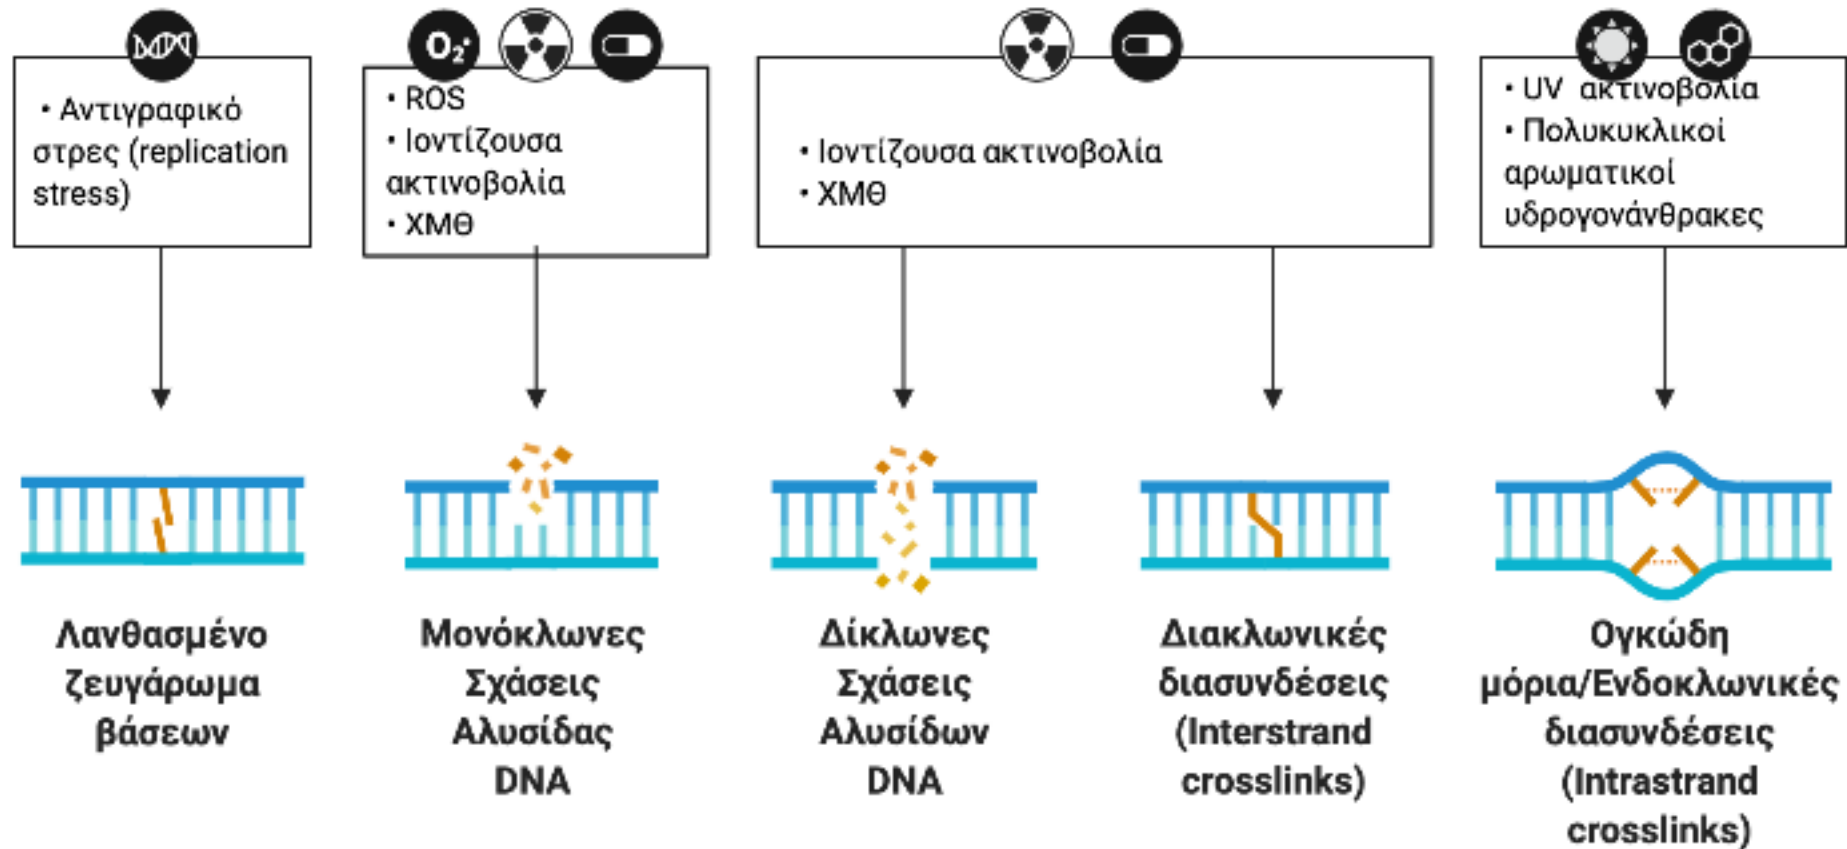 • Αντιγραφικό
στρες (replication
stress)
O₂•
• ROS
• Ιοντίζουσα
ακτινοβολία
• ΧΜΘ
• Ιοντίζουσα ακτινοβολία
• ΧΜΘ
• UV ακτινοβολία
• Πολυκυκλικοί
αρωματικοί
υδρογονάνθρακες
Λανθασμένο
ζευγάρωμα
βάσεων
Μονόκλωνες
Σχάσεις
Αλυσίδας
DNA
Δίκλωνες
Σχάσεις
Αλυσίδων
DNA
Διακλωνικές
διασυνδέσεις
(Interstrand
crosslinks)
Ογκώδη
μόρια/Ενδοκλωνικές
διασυνδέσεις
(Intrastrand
crosslinks)